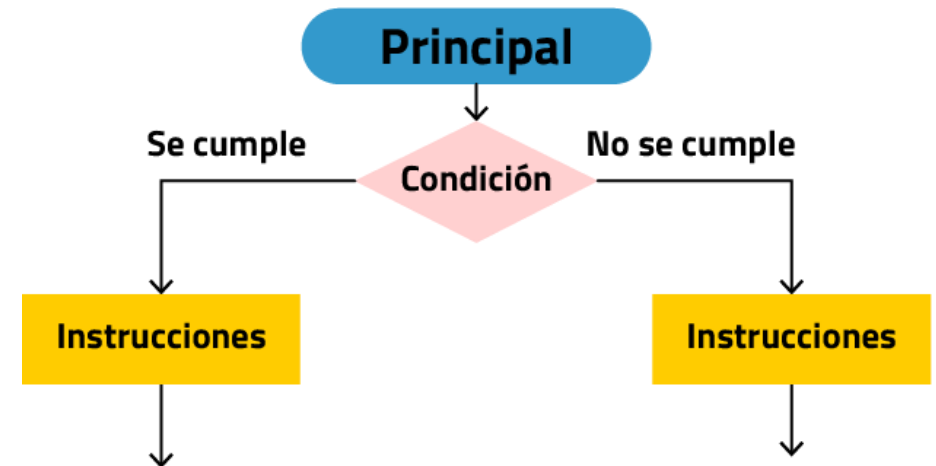 Principal
Se cumple
No se cumple
Condición
Instrucciones
Instrucciones